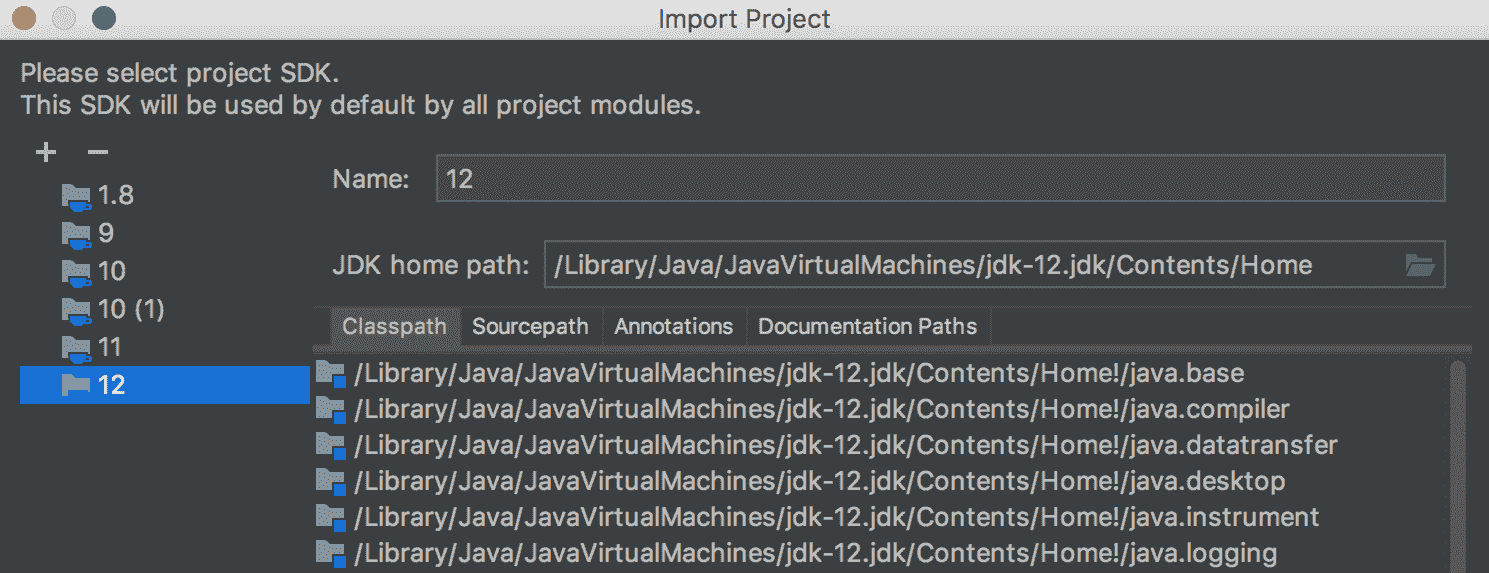 Import Project
Please select project SDK.
This SDK will be used by default by all project modules.
1.8
9
10
10 (1)
11
12
Name: 12
JDK home path: /Library/Java/JavaVirtualMachines/jdk-12.jdk/Contents/Home
Classpath Sourcepath Annotations Documentation Paths
/Library/Java/JavaVirtualMachines/jdk-12.jdk/Contents/Home!/java.base
/Library/Java/JavaVirtualMachines/jdk-12.jdk/Contents/Home!/java.compiler
/Library/Java/JavaVirtualMachines/jdk-12.jdk/Contents/Home!/java.datatransfer
/Library/Java/JavaVirtualMachines/jdk-12.jdk/Contents/Home!/java.desktop
/Library/Java/JavaVirtualMachines/jdk-12.jdk/Contents/Home!/java.instrument
/Library/Java/JavaVirtualMachines/jdk-12.jdk/Contents/Home!/java.logging